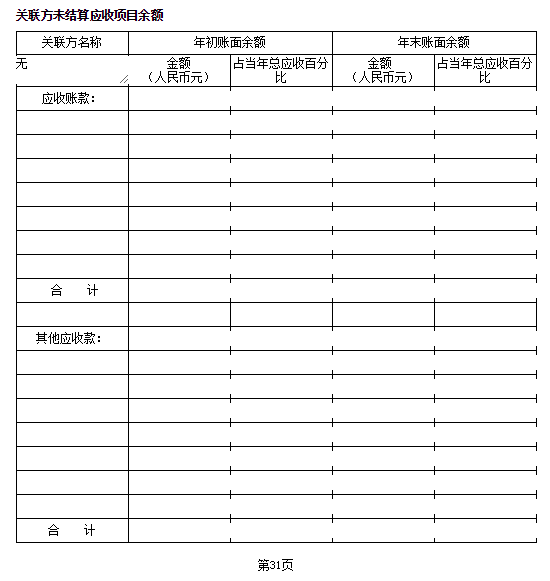 关联方未结算应收项目余额
关联方名称 年初账面余额 年末账面余额
无 金额 占当年总应收百分 金额 占当年总应收百分
（人民币元） 比 （人民币元） 比
应收账款：
合 计
其他应收款：
合 计
第31页